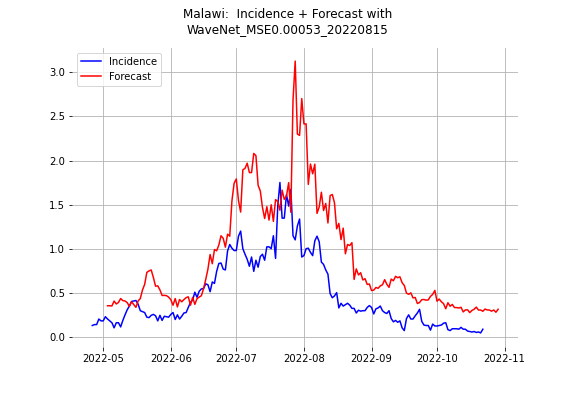 Malawi:  Incidence + Forecast with
WaveNet_MSE0.00053_20220815
Incidence
Forecast
3.0
2.5
2.0
1.5
1.0
0.5
0.0
2022-05 2022-06 2022-07 2022-08 2022-09 2022-10 2022-11